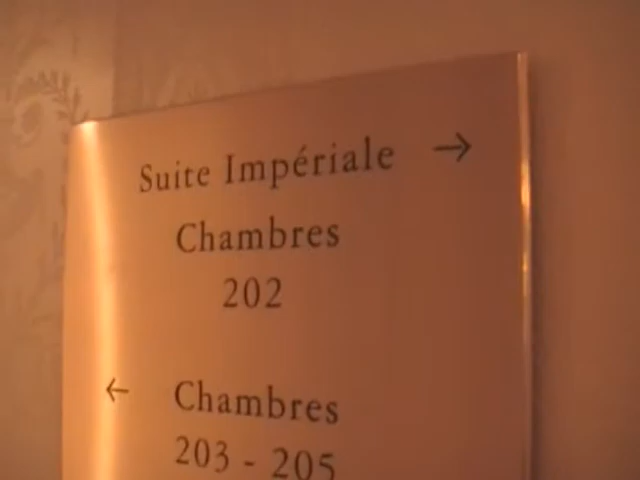 Suite Impériale →
Chambres
202
← Chambres
203 - 205